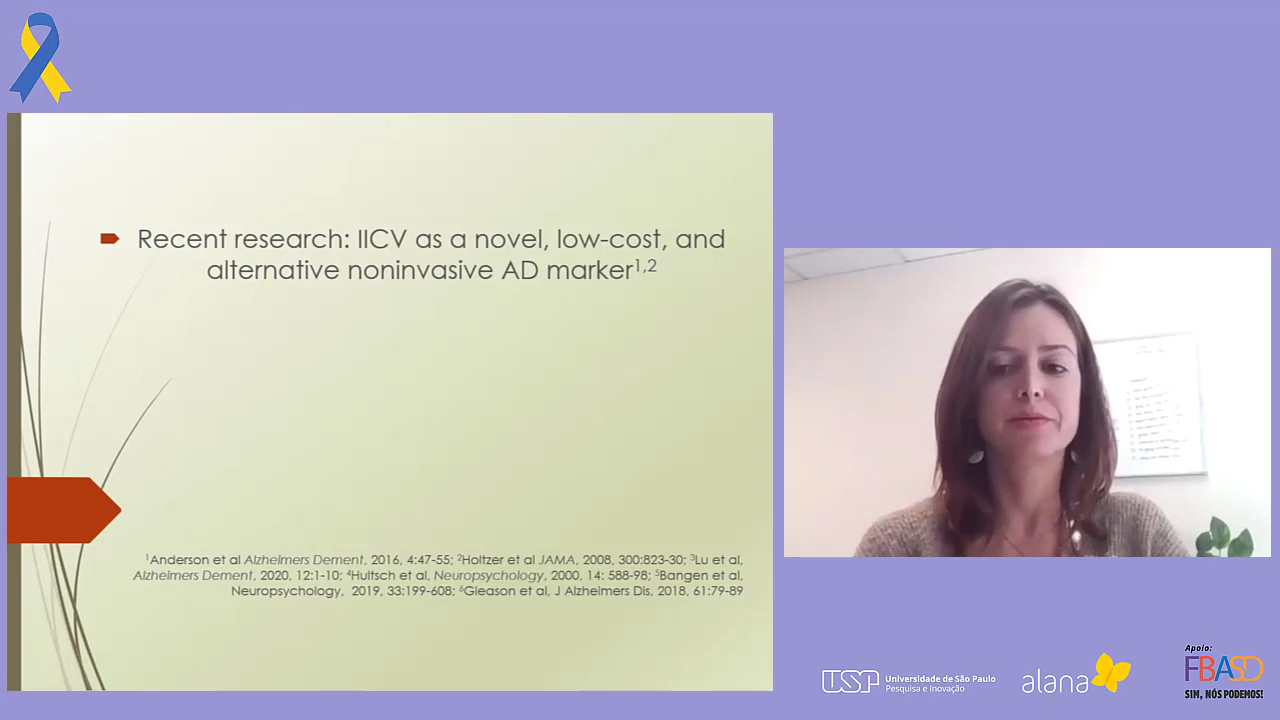 Recent research: IICV as a novel, low-cost, and
alternative noninvasive AD marker1,2
1Anderson et al Alzheimers Dement, 2016, 4:47-55; 2Holtzer et al JAMA, 2008, 300:823-30; 3Lu et al,
Alzheimers Dement, 2020, 12:1-10; 4Hultsch et al, Neuropsychology, 2000, 14: 588-98; 5Bangen et al,
Neuropsychology, 2019, 33:199-608; 6Gleason et al, J Alzheimers Dis, 2018, 61:79-89
USP
Universidade de São Paulo
Pesquisa e Inovação
alana
Apoio:
FBASD
SIM, NÓS PODEMOS!